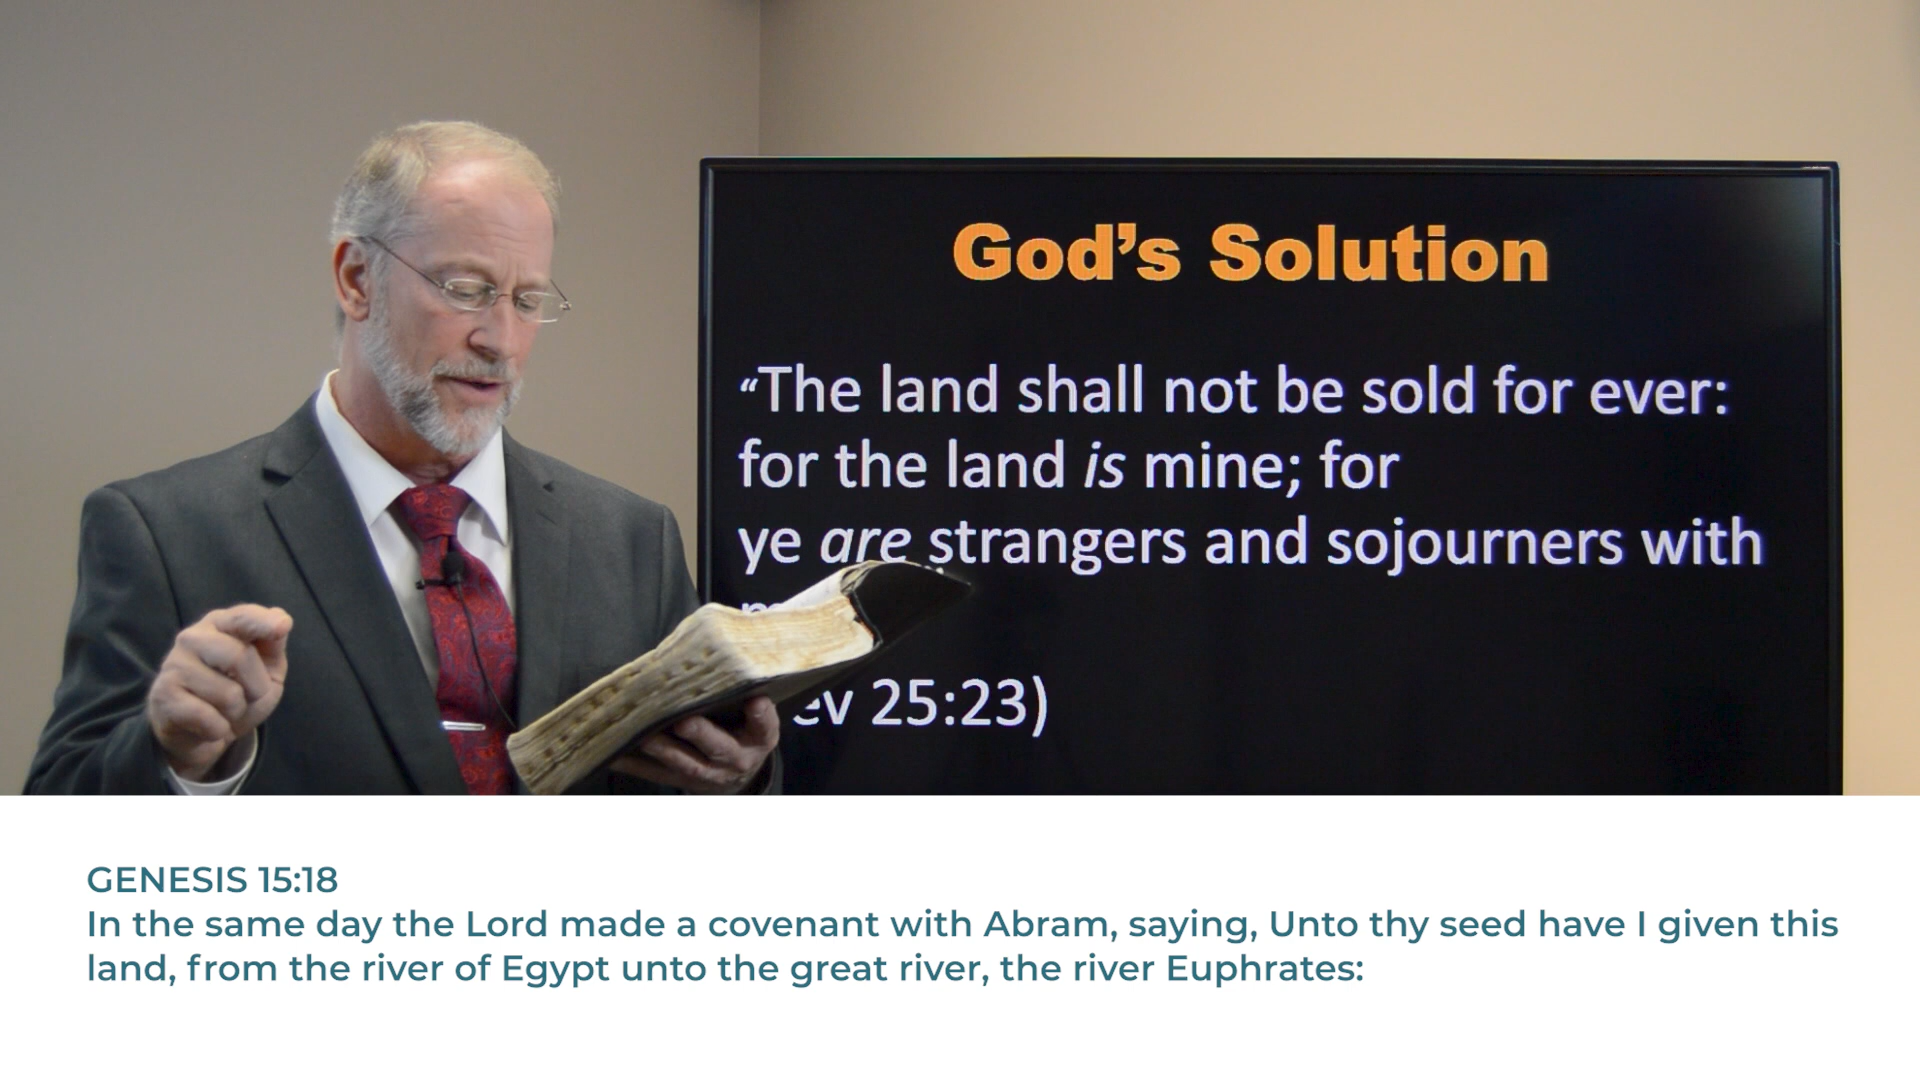 God's Solution
“The land shall not be sold for ever:
for the land is mine; for
ye are strangers and sojourners with
ev 25:23)
GENESIS 15:18
In the same day the Lord made a covenant with Abram, saying, Unto thy seed have I given this
land, from the river of Egypt unto the great river, the river Euphrates: